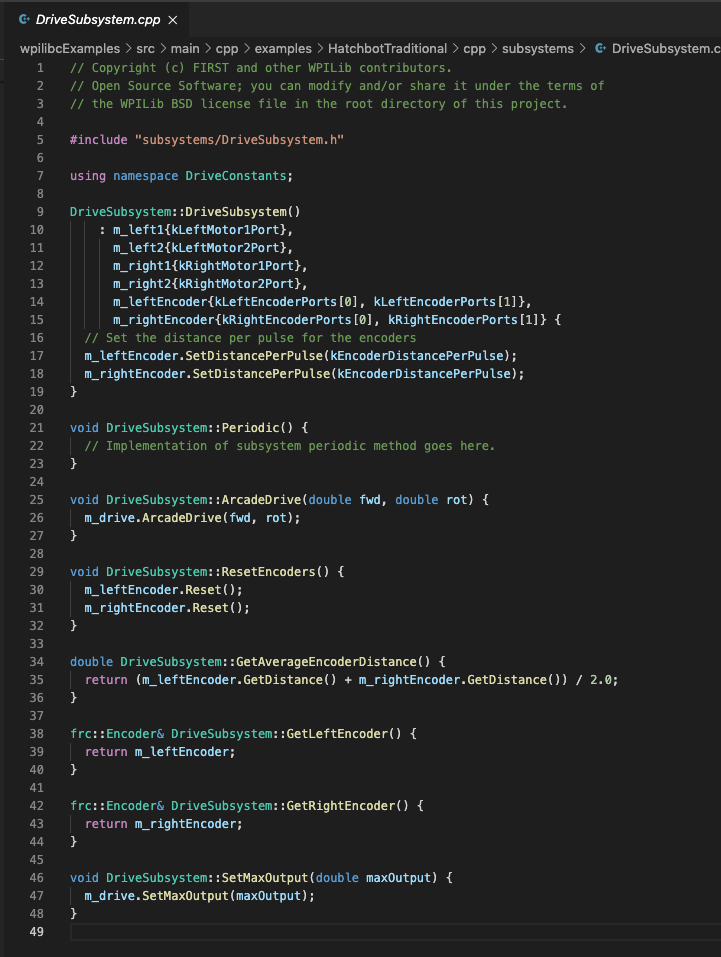 DriveSubsystem.cpp ×
wpilibcExamples > src > main > cpp > examples > HatchbotTraditional > cpp > subsystems > DriveSubsystem.c
1 // Copyright (c) FIRST and other WPILib contributors.
2 // Open Source Software; you can modify and/or share it under the terms of
3 // the WPILib BSD license file in the root directory of this project.
4
5 #include "subsystems/DriveSubsystem.h"
6
7 using namespace DriveConstants;
8
9 DriveSubsystem::DriveSubsystem()
10     : m_left1{kLeftMotor1Port},
11       m_left2{kLeftMotor2Port},
12       m_right1{kRightMotor1Port},
13       m_right2{kRightMotor2Port},
14       m_leftEncoder{kLeftEncoderPorts[0], kLeftEncoderPorts[1]},
15       m_rightEncoder{kRightEncoderPorts[0], kRightEncoderPorts[1]} {
16   // Set the distance per pulse for the encoders
17   m_leftEncoder.SetDistancePerPulse(kEncoderDistancePerPulse);
18   m_rightEncoder.SetDistancePerPulse(kEncoderDistancePerPulse);
19 }
20
21 void DriveSubsystem::Periodic() {
22   // Implementation of subsystem periodic method goes here.
23 }
24
25 void DriveSubsystem::ArcadeDrive(double fwd, double rot) {
26   m_drive.ArcadeDrive(fwd, rot);
27 }
28
29 void DriveSubsystem::ResetEncoders() {
30   m_leftEncoder.Reset();
31   m_rightEncoder.Reset();
32 }
33
34 double DriveSubsystem::GetAverageEncoderDistance() {
35   return (m_leftEncoder.GetDistance() + m_rightEncoder.GetDistance()) / 2.0;
36 }
37
38 frc::Encoder& DriveSubsystem::GetLeftEncoder() {
39   return m_leftEncoder;
40 }
41
42 frc::Encoder& DriveSubsystem::GetRightEncoder() {
43   return m_rightEncoder;
44 }
45
46 void DriveSubsystem::SetMaxOutput(double maxOutput) {
47   m_drive.SetMaxOutput(maxOutput);
48 }
49